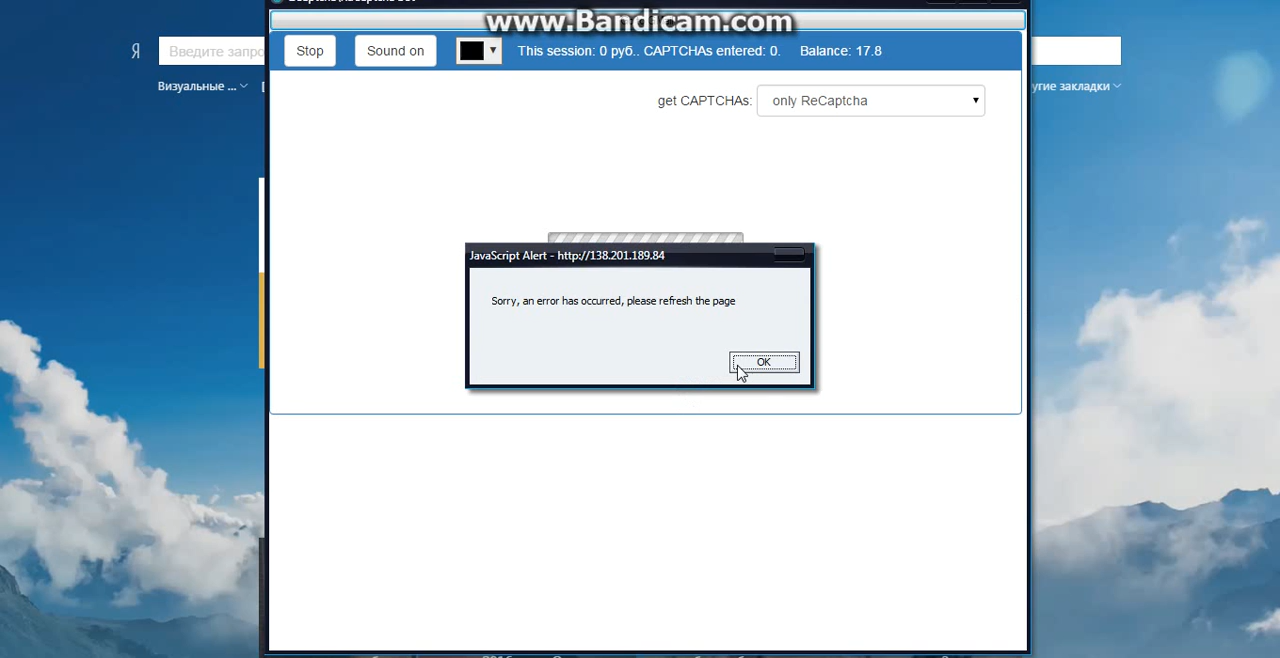 www.Bandicam.com
Я
Введите запро
Визуальные ...
Stop
Sound on
This session: 0 руб.. CAPTCHAs entered: 0.
Balance: 17.8
угие закладки
get CAPTCHAs:
only ReCaptcha
JavaScript Alert - http://138.201.189.84
Sorry, an error has occurred, please refresh the page
OK